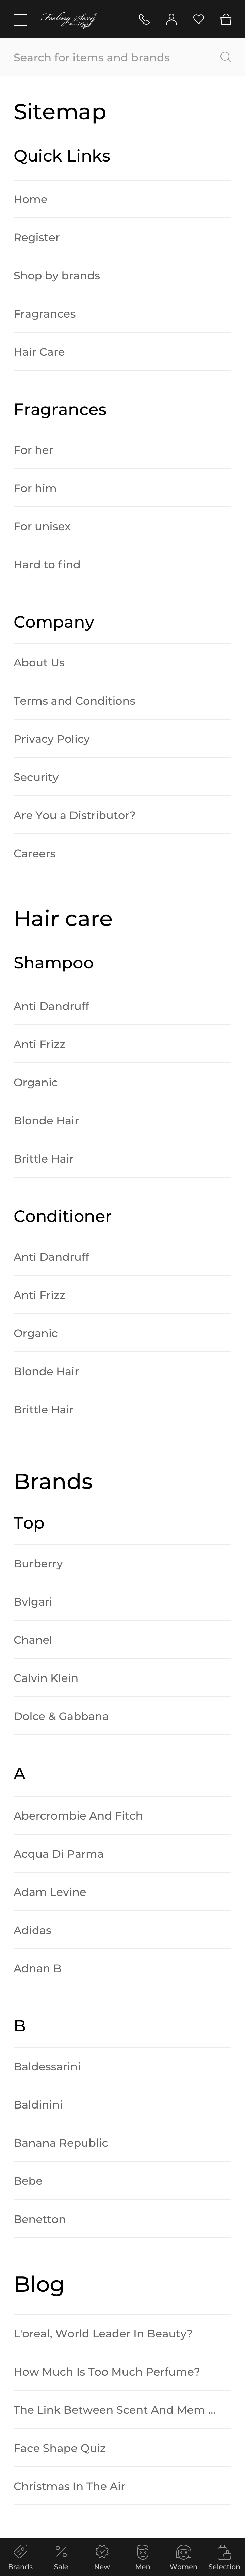 Feeling Sexy
Search for items and brands
Sitemap
Quick Links
Home
Register
Shop by brands
Fragrances
Hair Care
Fragrances
For her
For him
For unisex
Hard to find
Company
About Us
Terms and Conditions
Privacy Policy
Security
Are You a Distributor?
Careers
Hair care
Shampoo
Anti Dandruff
Anti Frizz
Organic
Blonde Hair
Brittle Hair
Conditioner
Anti Dandruff
Anti Frizz
Organic
Blonde Hair
Brittle Hair
Brands
Top
Burberry
Bvlgari
Chanel
Calvin Klein
Dolce & Gabbana
A
Abercrombie And Fitch
Acqua Di Parma
Adam Levine
Adidas
Adnan B
B
Baldessarini
Baldinini
Banana Republic
Bebe
Benetton
Blog
L'oreal, World Leader In Beauty?
How Much Is Too Much Perfume?
The Link Between Scent And Mem ...
Face Shape Quiz
Christmas In The Air
Brands Sale New Men Women Selection